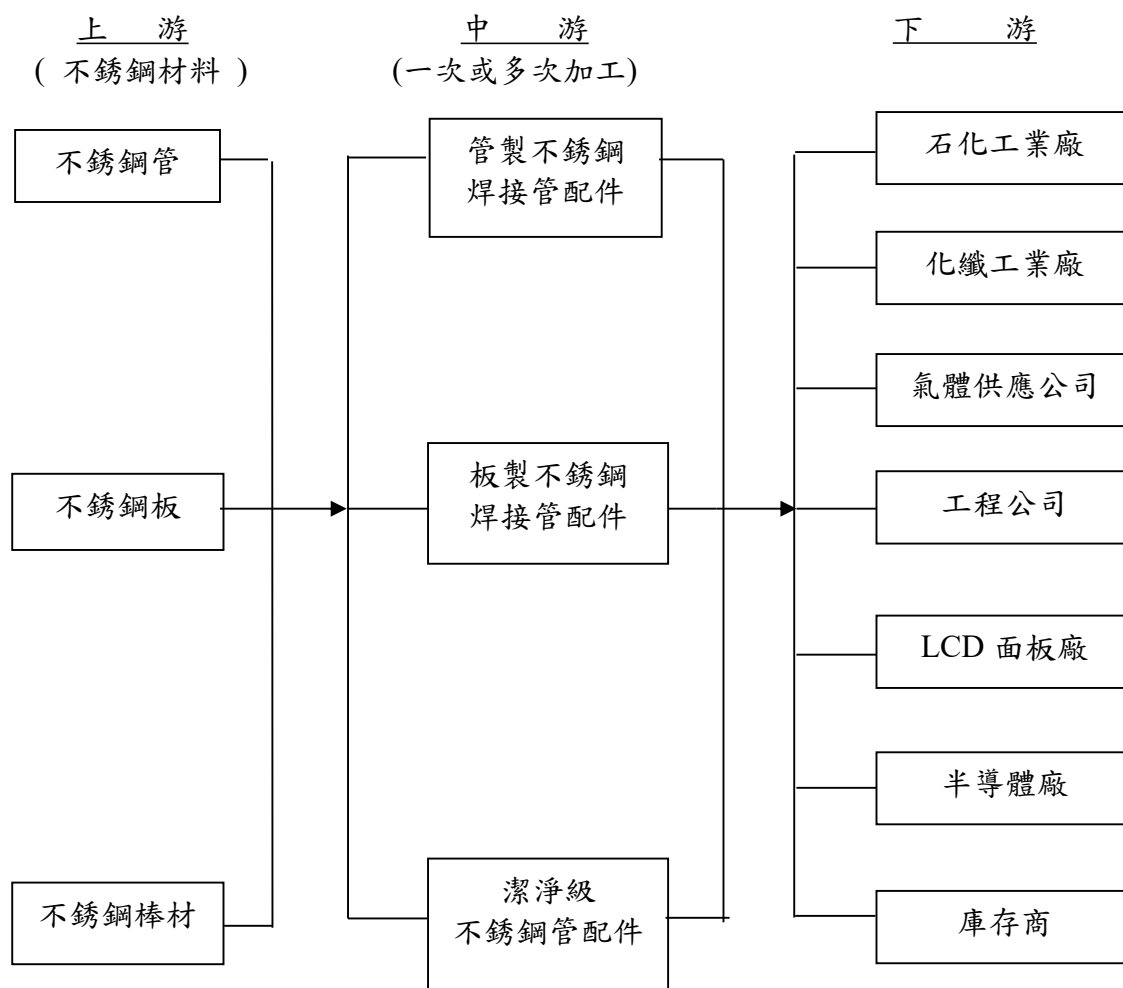 上 游
( 不銹鋼材料 )
中 游
(一次或多次加工)
下 游
不銹鋼管
不銹鋼板
不銹鋼棒材
管製不銹鋼
焊接管配件
板製不銹鋼
焊接管配件
潔淨級
不銹鋼管配件
石化工業廠
化纖工業廠
氣體供應公司
工程公司
LCD 面板廠
半導體廠
庫存商